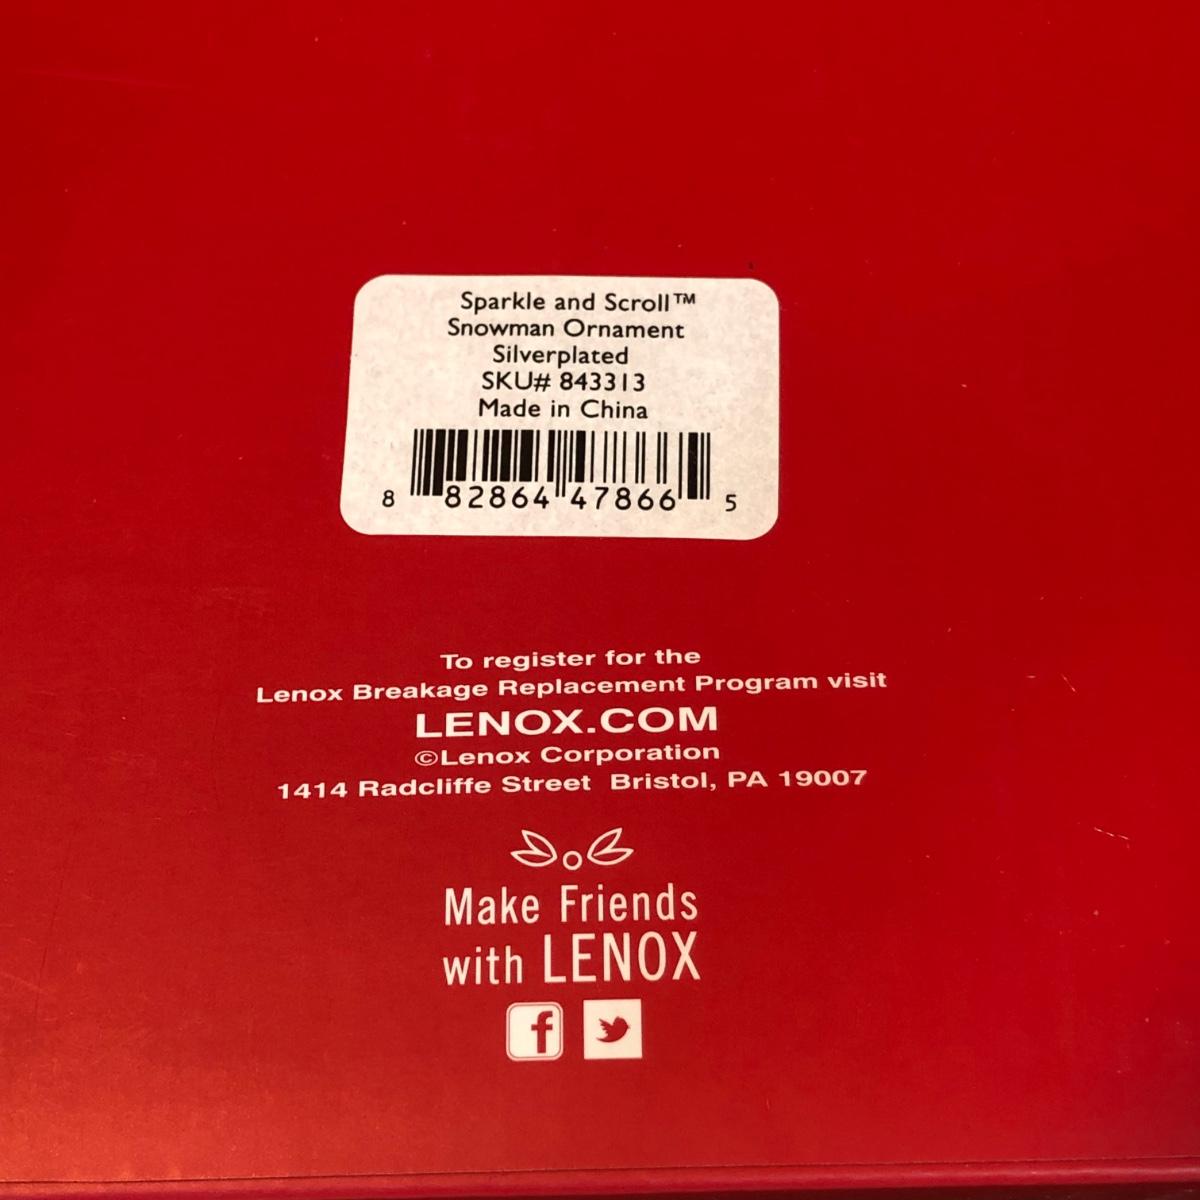 Sparkle and Scroll™
Snowman Ornament
Silverplated
SKU# 843313
Made in China
8 82864 47866 5
To register for the
Lenox Breakage Replacement Program visit
LENOX.COM
©Lenox Corporation
1414 Radcliffe Street Bristol, PA 19007
Make Friends
with LENOX
f